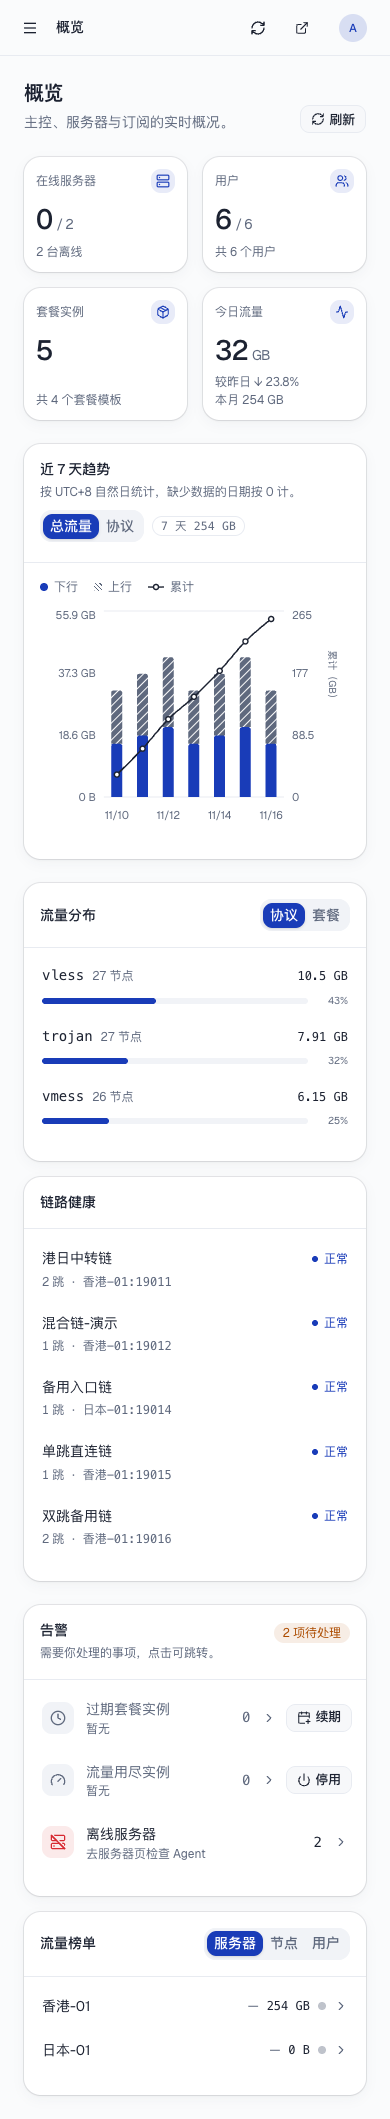 概览
A
概览
主控、服务器与订阅的实时概况。
刷新
在线服务器
0 / 2
2 台离线
用户
6 / 6
共 6 个用户
套餐实例
5
共 4 个套餐模板
今日流量
32 GB
较昨日 ↓ 23.8%
本月 254 GB
近 7 天趋势
按 UTC+8 自然日统计，缺少数据的日期按 0 计。
总流量 协议 7 天 254 GB
下行 上行 累计
55.9 GB
37.3 GB
18.6 GB
0 B
265
177
88.5
0
累计 (GB)
11/10 11/12 11/14 11/16
流量分布
协议 套餐
vless 27 节点 10.5 GB
43%
trojan 27 节点 7.91 GB
32%
vmess 26 节点 6.15 GB
25%
链路健康
港日中转链 正常
2 跳 · 香港-01:19011
混合链-演示 正常
1 跳 · 香港-01:19012
备用入口链 正常
1 跳 · 日本-01:19014
单跳直连链 正常
1 跳 · 香港-01:19015
双跳备用链 正常
2 跳 · 香港-01:19016
告警
2 项待处理
需要你处理的事项，点击可跳转。
过期套餐实例
暂无
0
续期
流量用尽实例
暂无
0
停用
离线服务器
去服务器页检查 Agent
2
流量榜单
服务器 节点 用户
香港-01 — 254 GB
日本-01 — 0 B